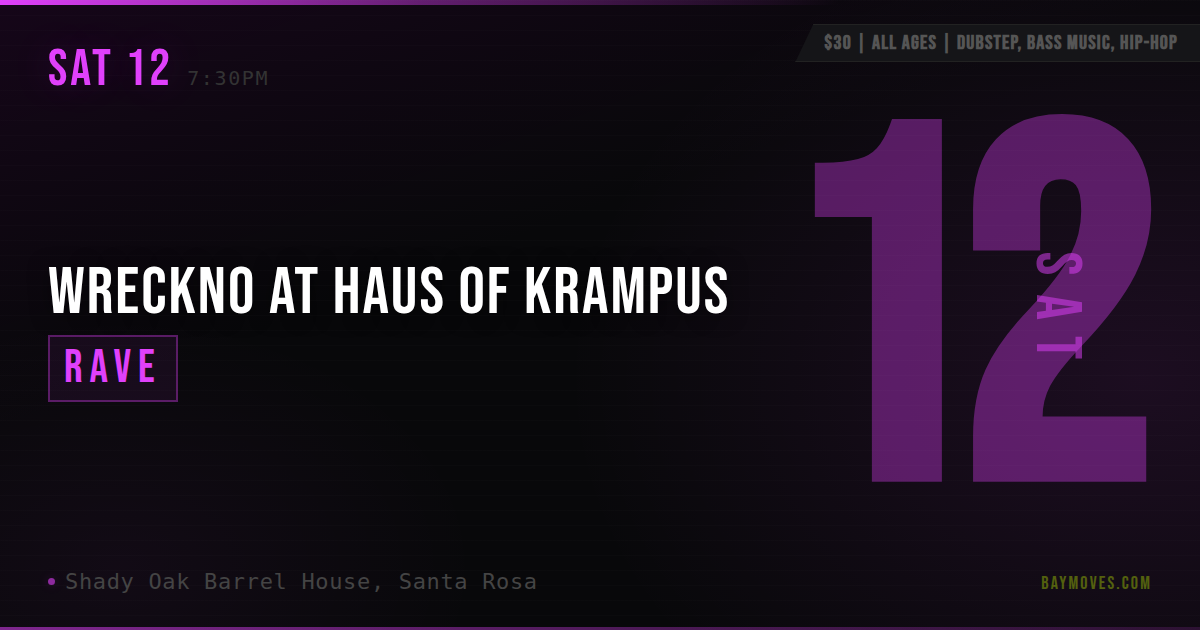 SAT 12 7:30PM
$30 | ALL AGES | DUBSTEP, BASS MUSIC, HIP-HOP
12
SAT
WRECKNO AT HAUS OF KRAMPUS
RAVE
Shady Oak Barrel House, Santa Rosa
BAYMOVES.COM